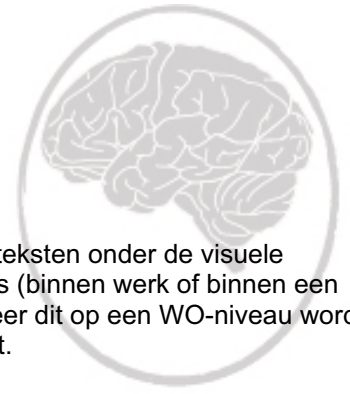 teksten onder de visuele
s (binnen werk of binnen een
eer dit op een WO-niveau word
t.